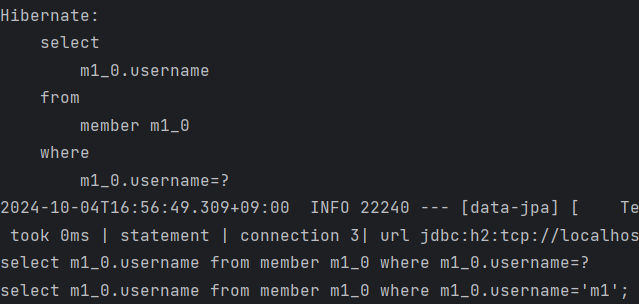 Hibernate:
select
m1_0.username
from
member m1_0
where
m1_0.username=?
2024-10-04T16:56:49.309+09:00  INFO 22240 --- [data-jpa] [    Te
took 0ms | statement | connection 3| url jdbc:h2:tcp://localhos
select m1_0.username from member m1_0 where m1_0.username=?
select m1_0.username from member m1_0 where m1_0.username='m1';